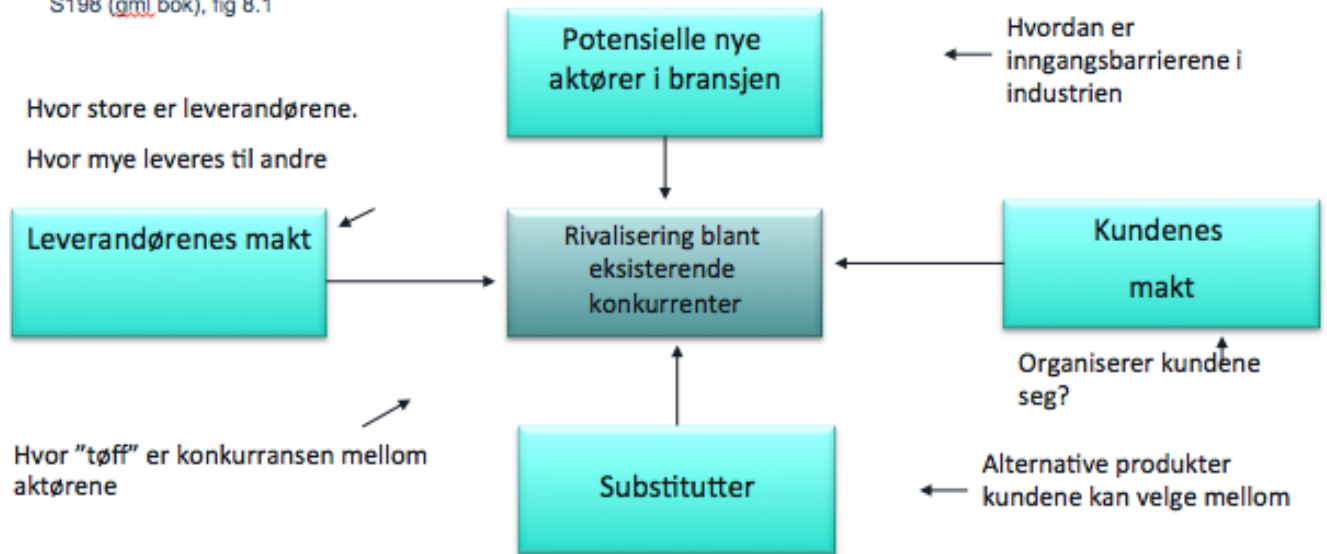 S198 (gml bok), fig 8.1
Potensielle nye
aktører i bransjen
Hvordan er
inngangsbarrierene i
industrien
Hvor store er leverandørene.
Hvor mye leveres til andre
Leverandørenes makt
Rivalisering blant
eksisterende
konkurrenter
Kundenes
makt
Organiserer kundene
seg?
Hvor ”tøff” er konkurransen mellom
aktørene
Substitutter
Alternative produkter
kundene kan velge mellom